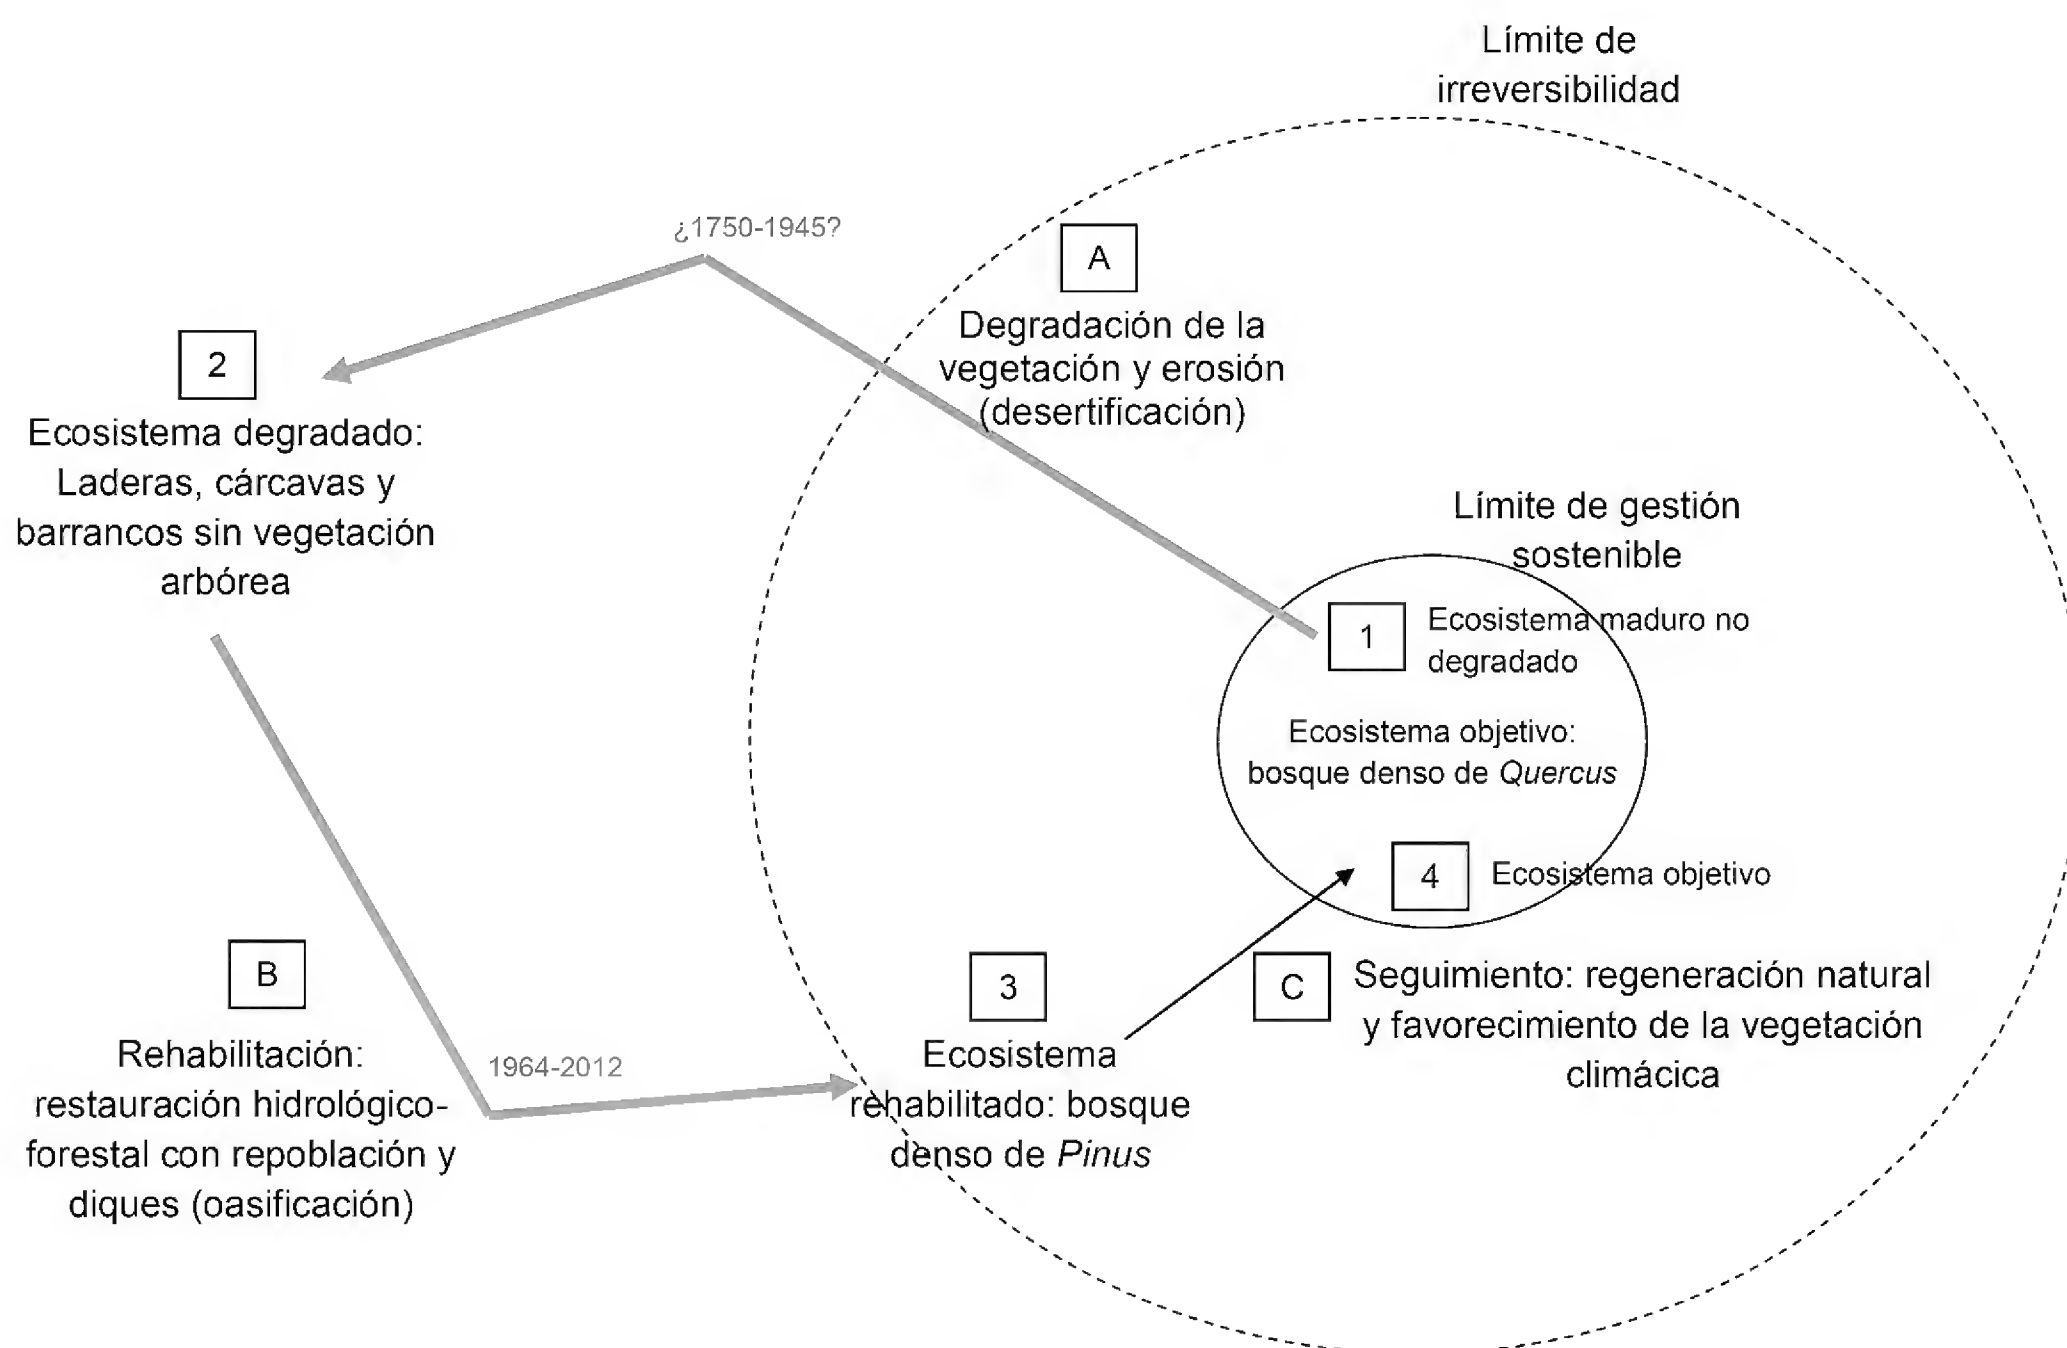 Límite de
irreversibilidad
¿1750-1945?
A
Degradación de la
vegetación y erosión
(desertificación)
2
Ecosistema degradado:
Laderas, cárcavas y
barrancos sin vegetación
arbórea
Límite de gestión
sostenible
1
Ecosistema maduro no
degradado
Ecosistema objetivo:
bosque denso de Quercus
4
Ecosistema objetivo
B
Rehabilitación:
restauración hidrológico-
forestal con repoblación y
diques (oasificación)
1964-2012
3
Ecosistema
rehabilitado: bosque
denso de Pinus
C
Seguimiento: regeneración natural
y favorecimiento de la vegetación
climácica